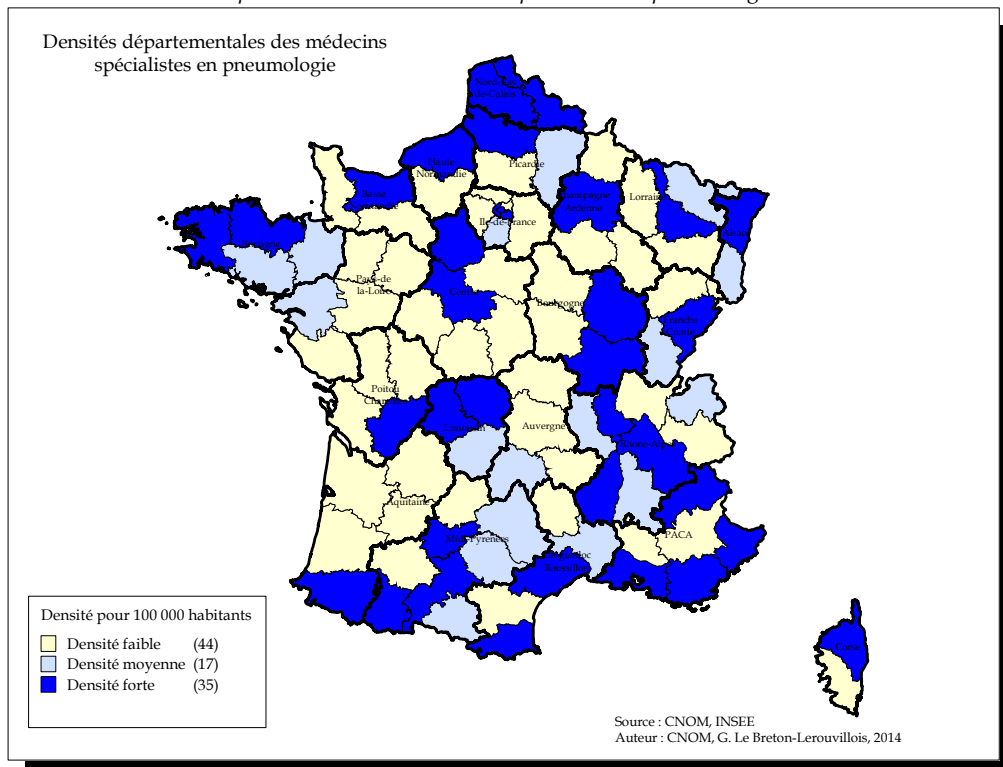 Densités départementales des médecins
spécialistes en pneumologie
Nord-Pas
de-Calais
Haute
Normandie
Picardie
Basse
Normandie
Ile-de-France
Champagne
Ardenne
Lorraine
Alsace
Bretagne
Pays-de
la-Loire
Centre
Bourgogne
Franche
Comté
Poitou
Limousin
Auvergne
Rhône-Alpes
Aquitaine
Midi-Pyrénées
Languedoc
Roussillon
PACA
Corse
Densité pour 100 000 habitants
Densité faible (44)
Densité moyenne (17)
Densité forte (35)
Source : CNOM, INSEE
Auteur : CNOM, G. Le Breton-Lerouvillois, 2014